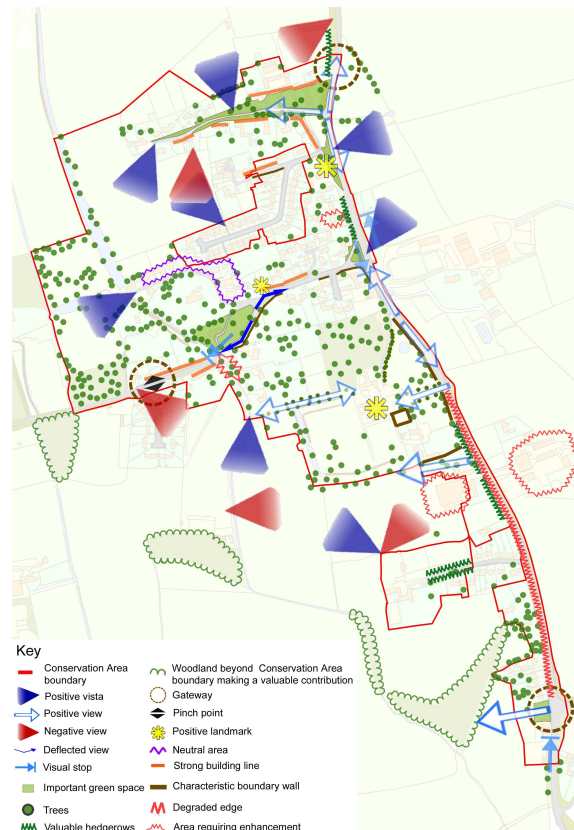 Key
Conservation Area
boundary
Positive vista
Positive view
Negative view
Deflected view
Visual stop
Important green space
Trees
Valuable hedgerows
Woodland beyond Conservation Area
boundary making a valuable contribution
Gateway
Pinch point
Positive landmark
Neutral area
Strong building line
Characteristic boundary wall
Degraded edge
Area requiring enhancement